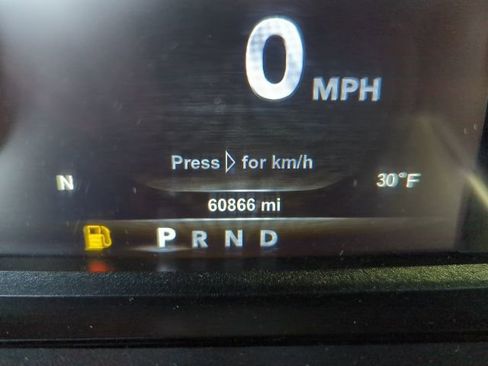 0 MPH
Press ▷ for km/h
N 30°F
60866 mi
P R N D